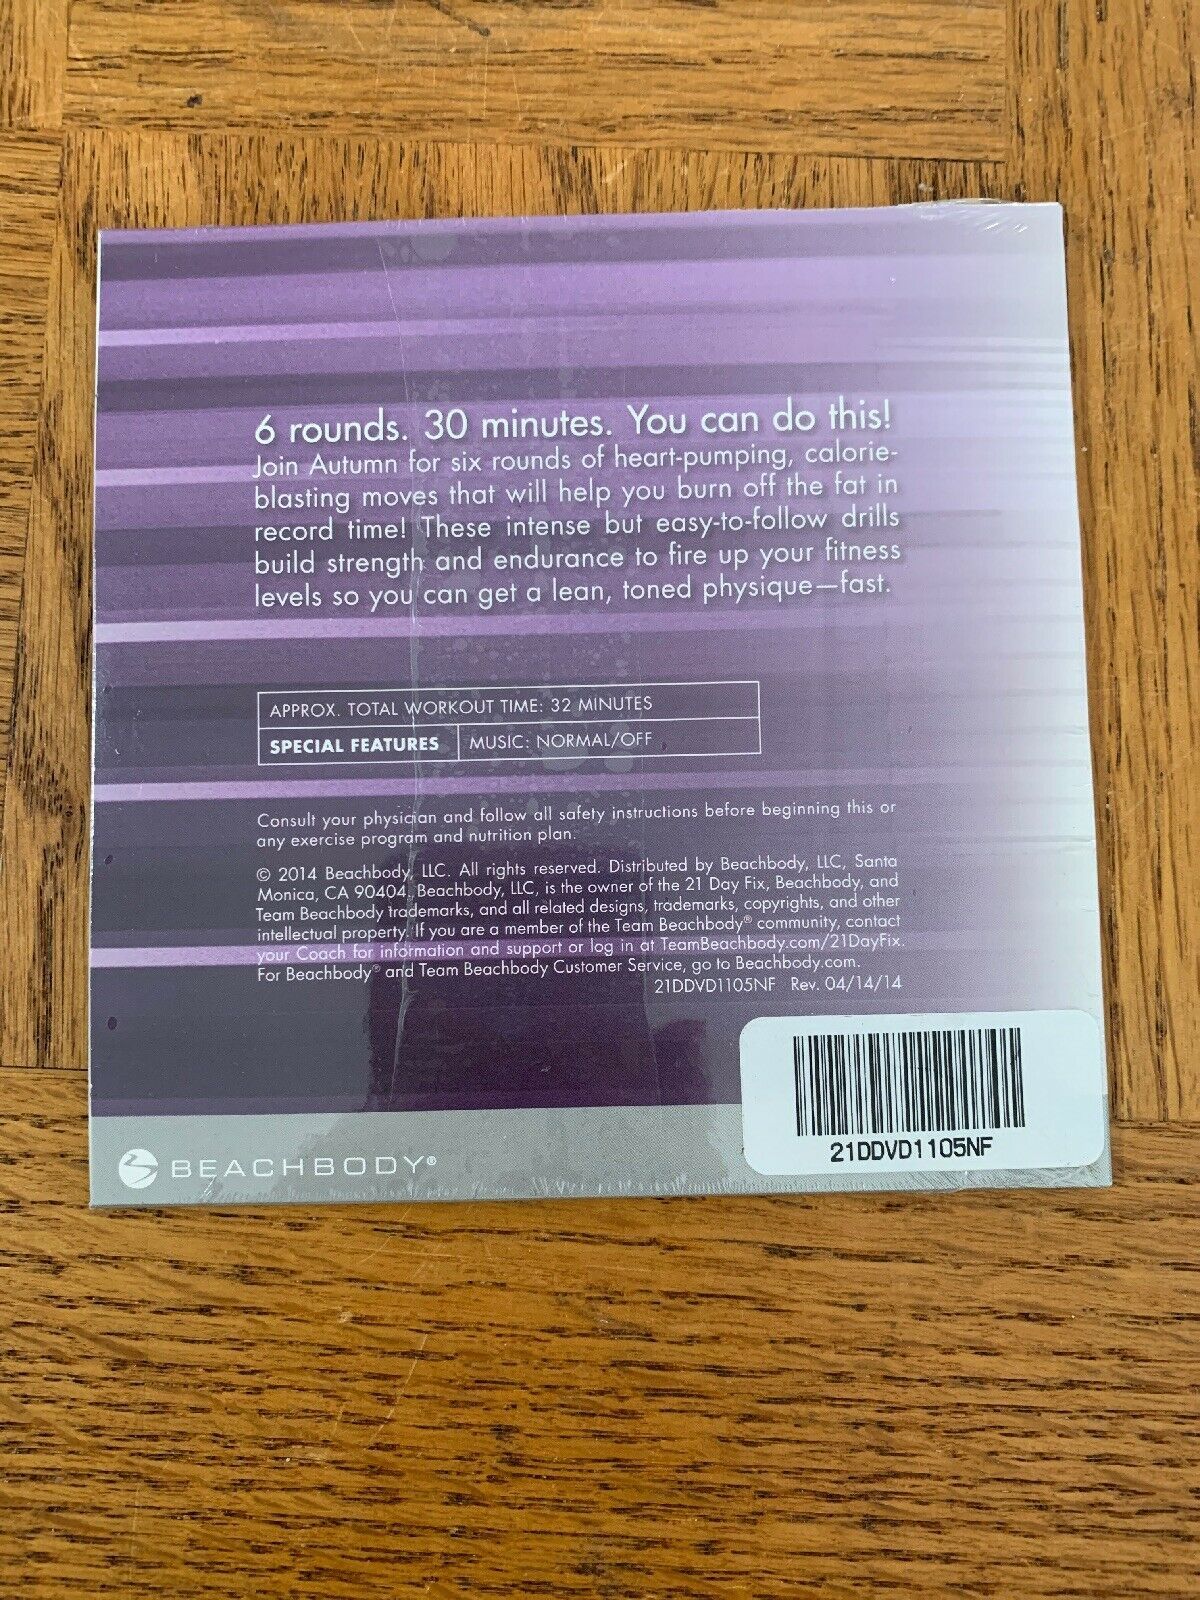 6 rounds. 30 minutes. You can do this!
Join Autumn for six rounds of heart-pumping, calorie-
blasting moves that will help you burn off the fat in
record time! These intense but easy-to-follow drills
build strength and endurance to fire up your fitness
levels so you can get a lean, toned physique—fast.
APPROX. TOTAL WORKOUT TIME: 32 MINUTES
SPECIAL FEATURES MUSIC: NORMAL/OFF
Consult your physician and follow all safety instructions before beginning this or
any exercise program and nutrition plan.
© 2014 Beachbody, LLC. All rights reserved. Distributed by Beachbody, LLC, Santa
Monica, CA 90404. Beachbody, LLC, is the owner of the 21 Day Fix, Beachbody, and
Team Beachbody trademarks, and all related designs, trademarks, copyrights, and other
intellectual property. If you are a member of the Team Beachbody® community, contact
your Coach for information and support or log in at TeamBeachbody.com/21DayFix.
For Beachbody® and Team Beachbody Customer Service, go to Beachbody.com.
21DDVD1105NF Rev. 04/14/14
21DDVD1105NF
BEACHBODY®